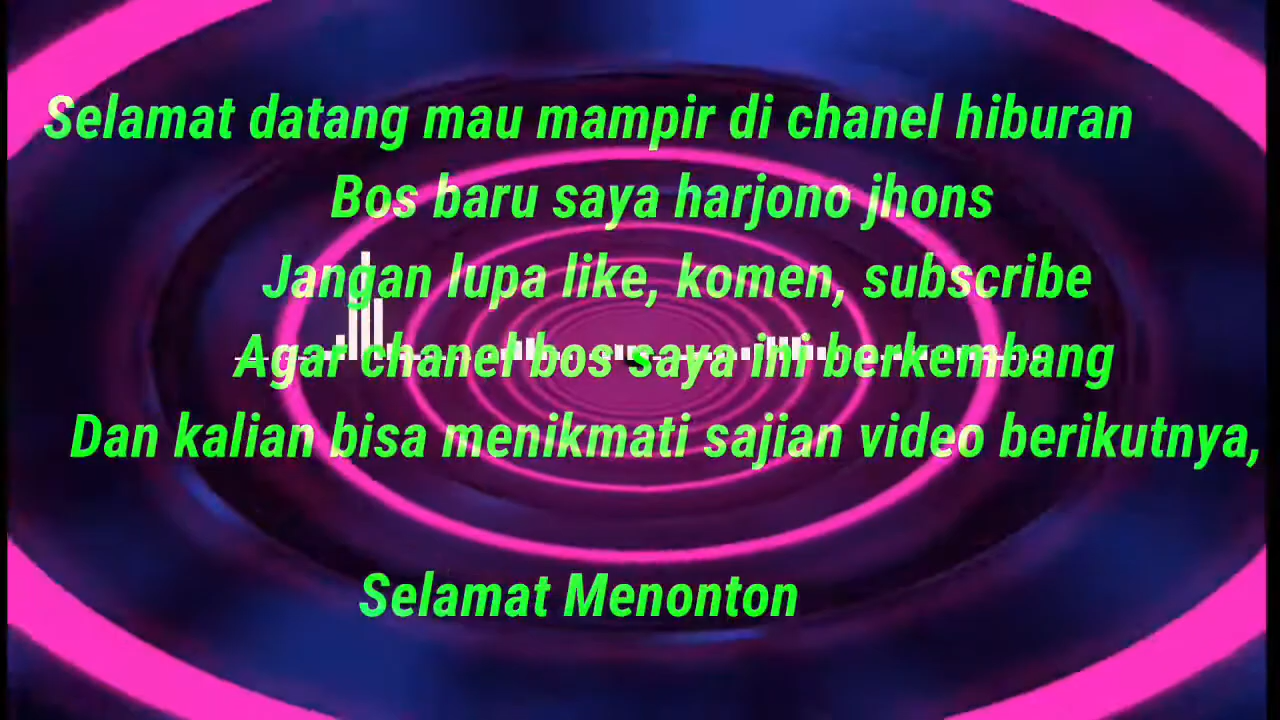 Selamat datang mau mampir di chanel hiburan
Bos baru saya harjono jhons
Jangan lupa like, komen, subscribe
Agar chanel bos saya ini berkembang
Dan kalian bisa menikmati sajian video berikutnya,
Selamat Menonton